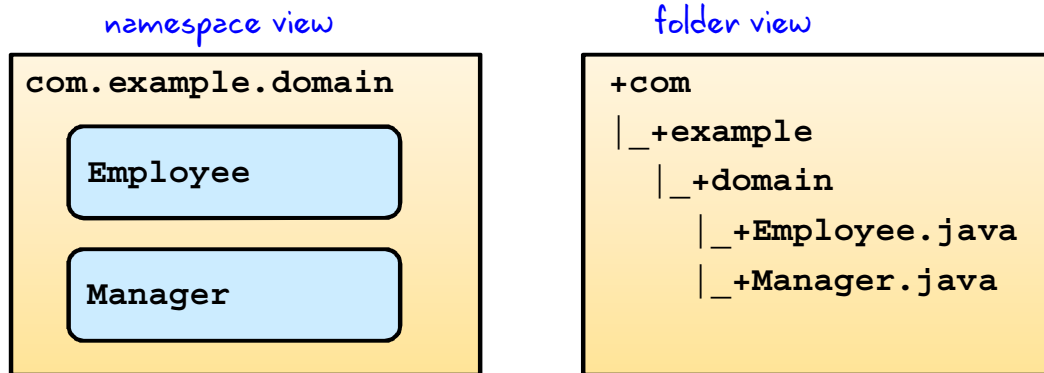 namespace view
com.example.domain
Employee
Manager
folder view
+com
|_+example
|_+domain
|_+Employee.java
|_+Manager.java